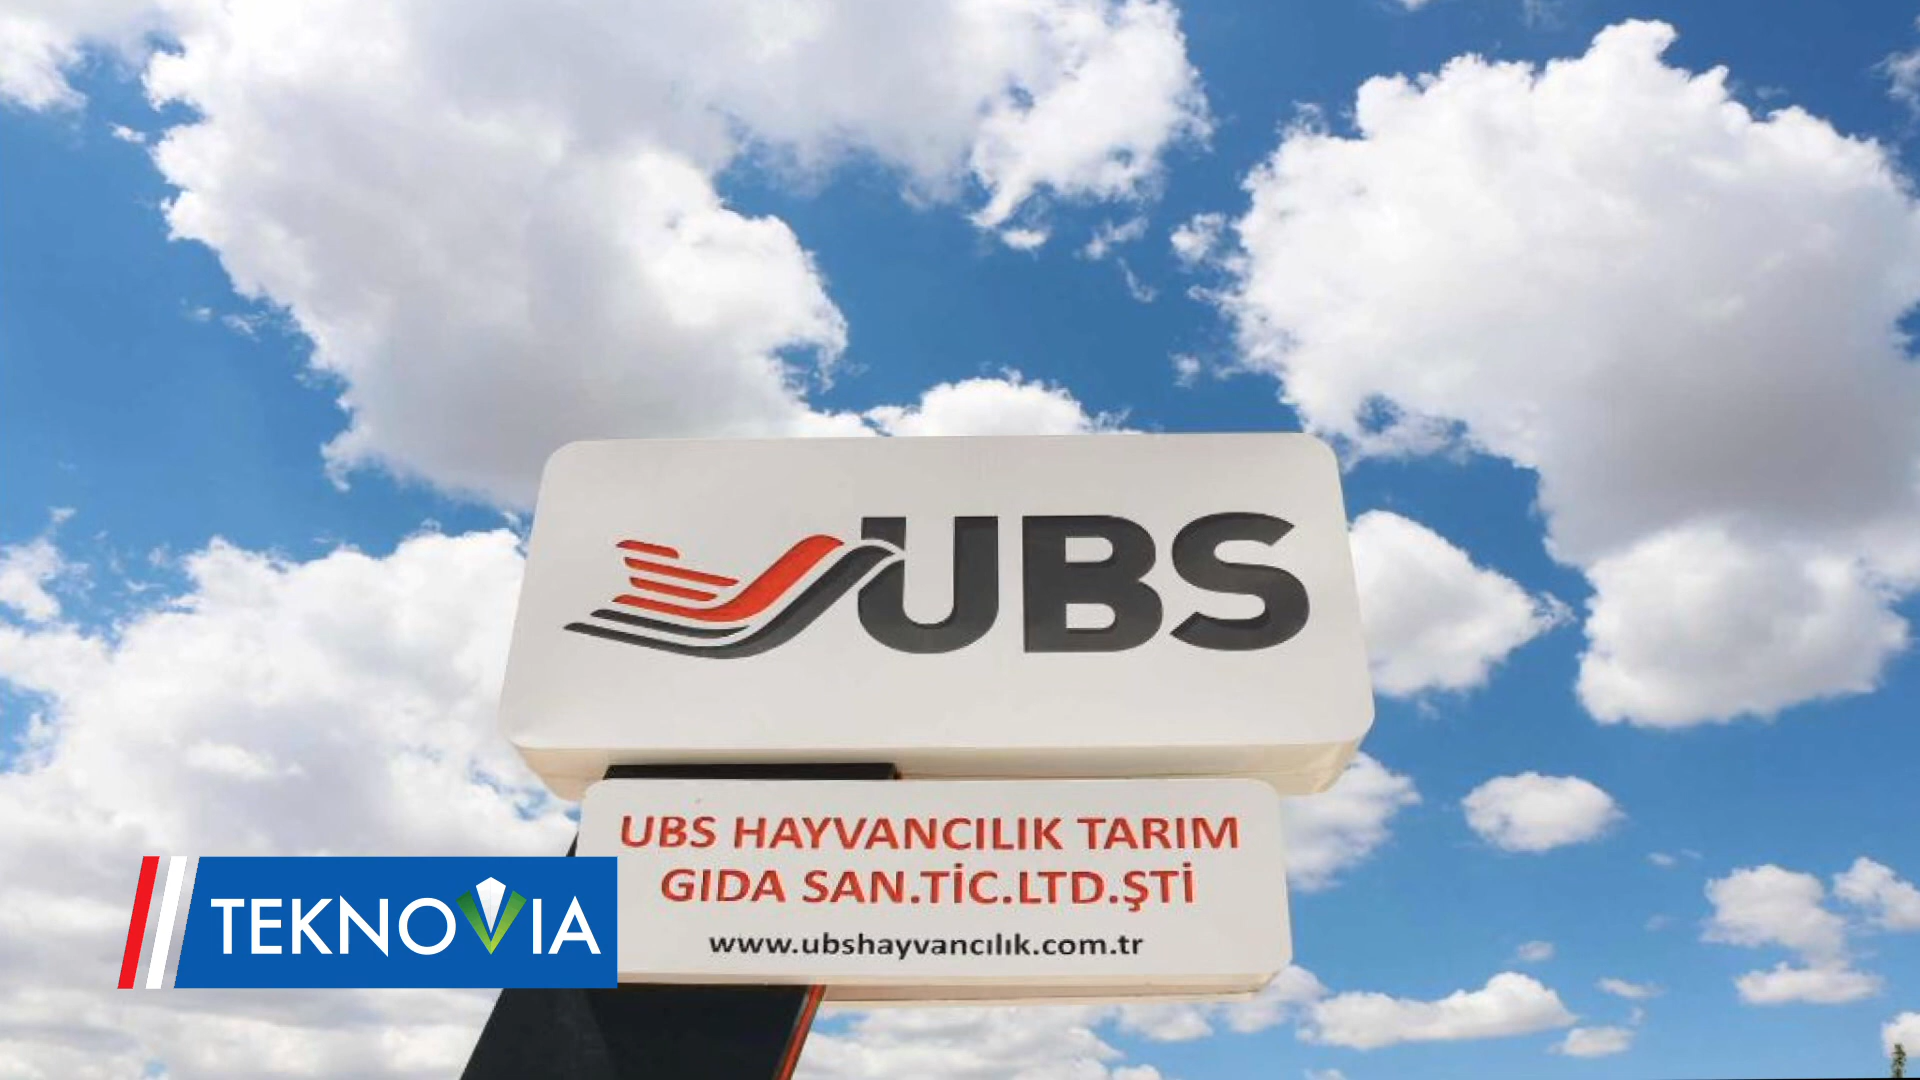 UBS
UBS HAYVANCILIK TARIM
GIDA SAN.TİC.LTD.ŞTİ
www.ubshayvancılık.com.tr
TEKNOVIA